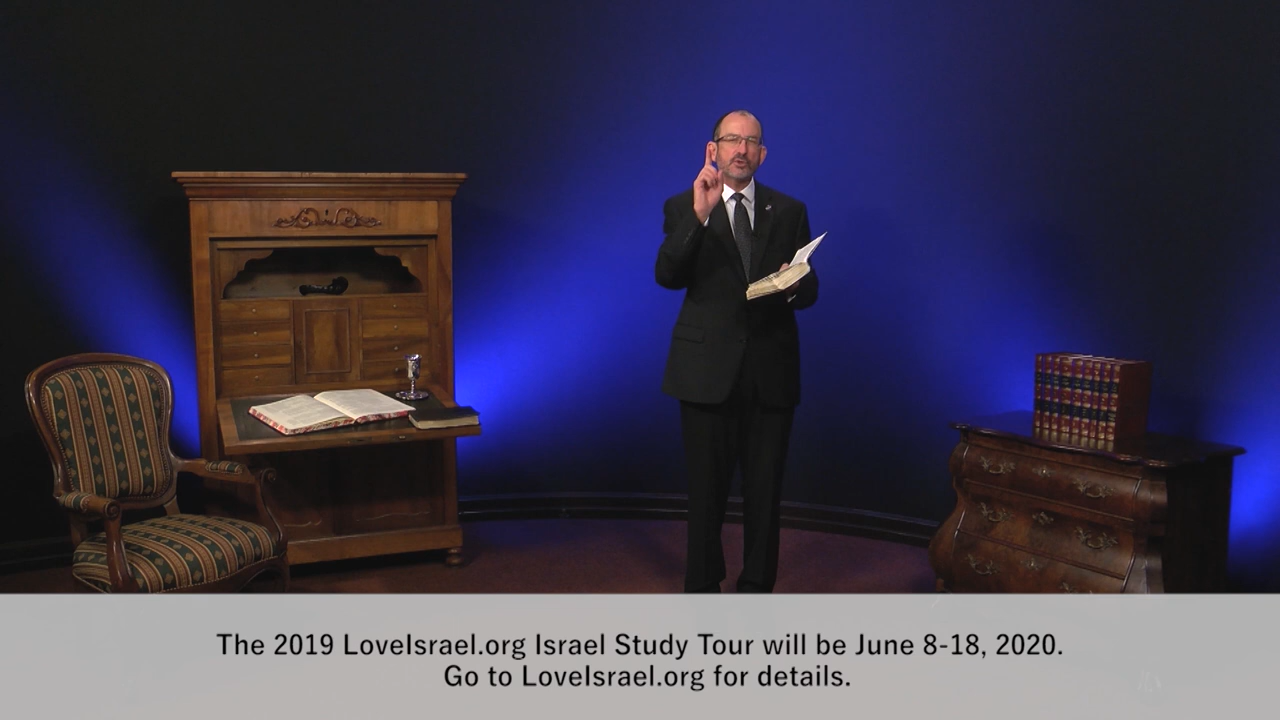 The 2019 LoveIsrael.org Israel Study Tour will be June 8-18, 2020.
Go to LoveIsrael.org for details.